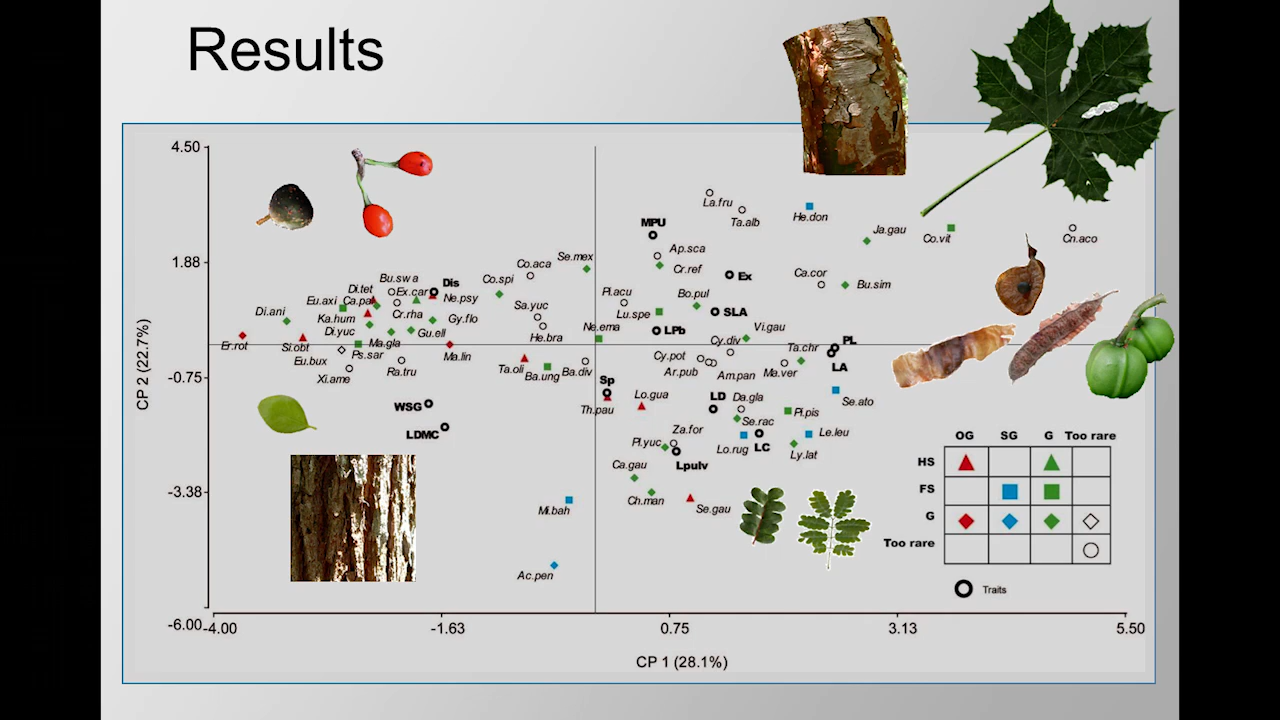 Results
4.50
1.88
-0.75
-3.38
-6.00
-4.00
-1.63
0.75
3.13
5.50
CP 2 (22.7%)
CP 1 (28.1%)
La.fru
Ta.alb
He.don
MPU
Ja.gau
Co.vit
Cn.aco
Ap.sca
Se.mex
Co.aca
Cr.ref
Ex
Ca.cor
Bu.sim
Co.spi
Bu.swa
Dis
Di.tet
Ex.car
Ne.psy
Eu.axi
Ca.pa
Pi.acu
Bo.pul
Sa.yuc
Lu.spe
SLA
Di.ani
Ka.hum
Cr.rha
Gy.flo
Di.yuc
Gu.ell
Ne.ema
LPb
Vi.gau
He.bra
Cy.div
PL
Er.rot
Si.obt
Ma.gla
Ps.sar
Ma.lin
Cy.pot
Ta.chr
LA
Eu.bux
Xi.ame
Ra.tru
Ta.oli
Ba.ung
Ba.div
Ar.pub
Am.pan
Ma.ver
Sp
Lo.gua
LD
Da.gla
Se.ato
WSG
Th.pau
Pl.pis
Se.rac
LDMC
Za.for
Pl.yuc
Lo.rug
LC
Le.leu
Ly.lat
Lpulv
Ca.gau
Ch.man
Se.gau
Mi.bah
Ac.pen
OG SG G Too rare
HS
FS
G
Too rare
Traits